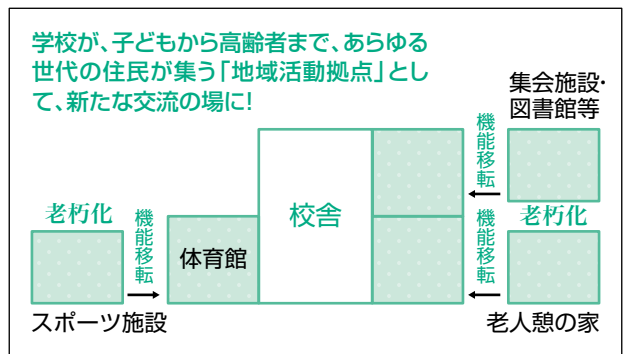 学校が、子どもから高齢者まで、あらゆる
世代の住民が集う「地域活動拠点」とし
て、新たな交流の場に!
集会施設・
図書館等
機能移転
校舎
老朽化
機能移転
体育館
機能移転
老朽化
スポーツ施設
老人憩の家